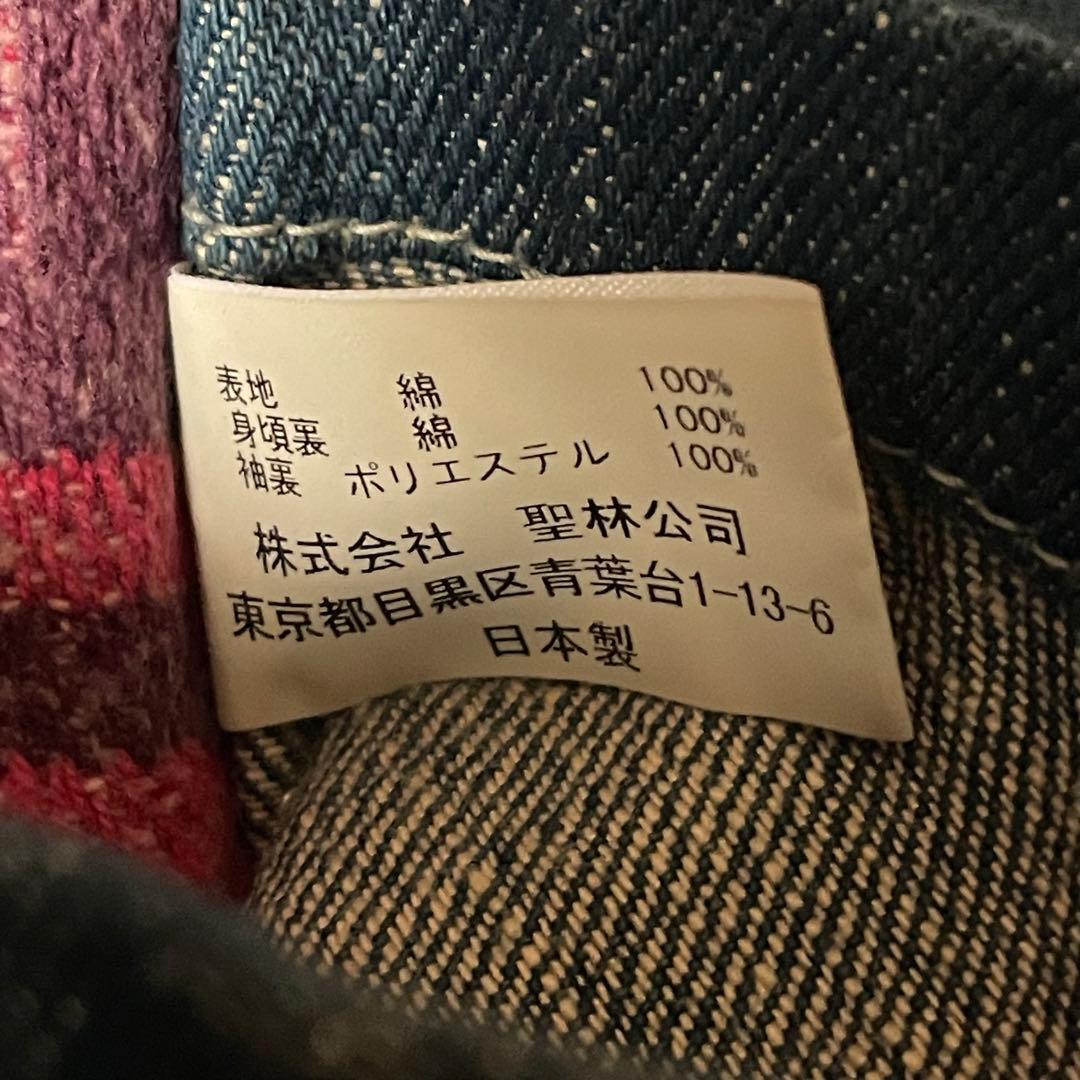 表地 綿 100%
身頃裏 綿 100%
袖裏 ポリエステル 100%
株式会社 聖林公司
東京都目黒区青葉台1-13-6
日本製